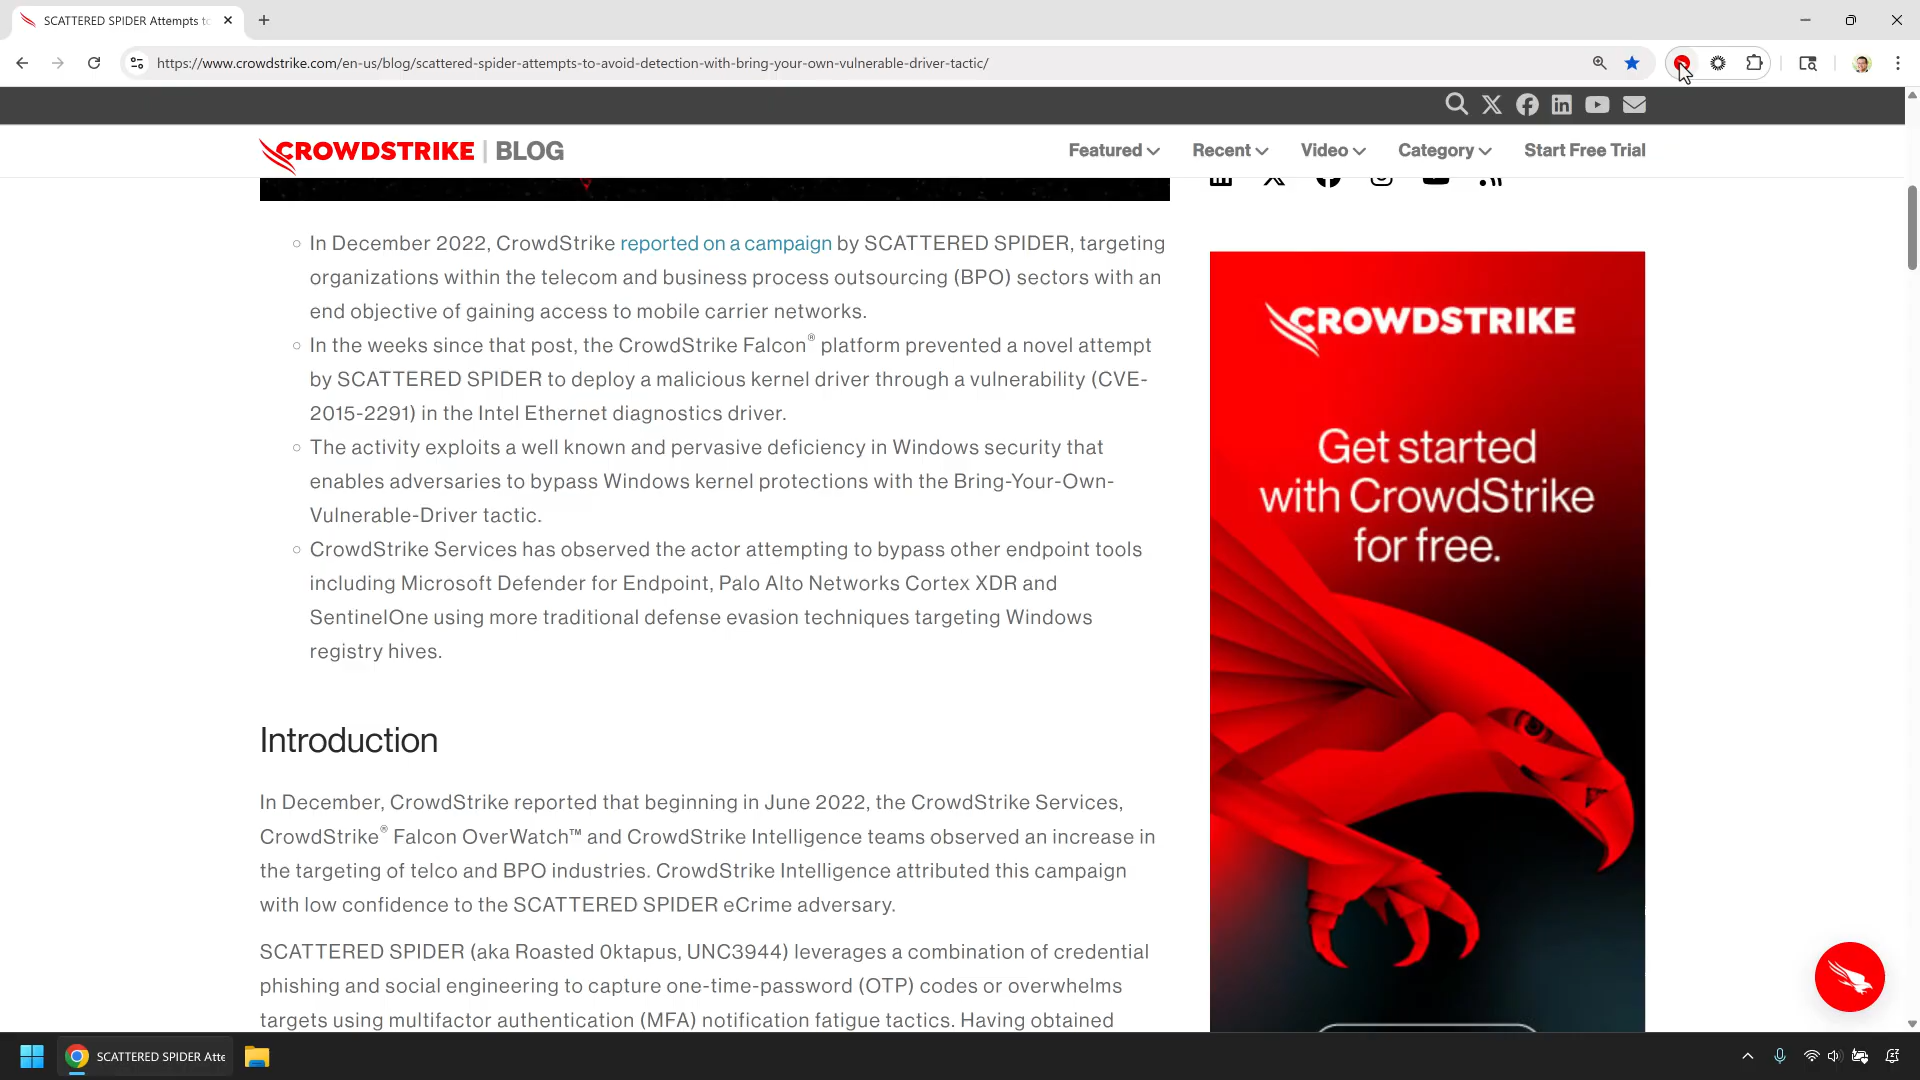 SCATTERED SPIDER Attempts to
https://www.crowdstrike.com/en-us/blog/scattered-spider-attempts-to-avoid-detection-with-bring-your-own-vulnerable-driver-tactic/
CROWDSTRIKE | BLOG
Featured
Recent
Video
Category
Start Free Trial
In December 2022, CrowdStrike reported on a campaign by SCATTERED SPIDER, targeting
organizations within the telecom and business process outsourcing (BPO) sectors with an
end objective of gaining access to mobile carrier networks.
In the weeks since that post, the CrowdStrike Falcon® platform prevented a novel attempt
by SCATTERED SPIDER to deploy a malicious kernel driver through a vulnerability (CVE-
2015-2291) in the Intel Ethernet diagnostics driver.
The activity exploits a well known and pervasive deficiency in Windows security that
enables adversaries to bypass Windows kernel protections with the Bring-Your-Own-
Vulnerable-Driver tactic.
CrowdStrike Services has observed the actor attempting to bypass other endpoint tools
including Microsoft Defender for Endpoint, Palo Alto Networks Cortex XDR and
SentinelOne using more traditional defense evasion techniques targeting Windows
registry hives.
Introduction
In December, CrowdStrike reported that beginning in June 2022, the CrowdStrike Services,
CrowdStrike® Falcon OverWatch™ and CrowdStrike Intelligence teams observed an increase in
the targeting of telco and BPO industries. CrowdStrike Intelligence attributed this campaign
with low confidence to the SCATTERED SPIDER eCrime adversary.
SCATTERED SPIDER (aka Roasted 0ktapus, UNC3944) leverages a combination of credential
phishing and social engineering to capture one-time-password (OTP) codes or overwhelms
targets using multifactor authentication (MFA) notification fatigue tactics. Having obtained
CROWDSTRIKE
Get started
with CrowdStrike
for free.
SCATTERED SPIDER Atte